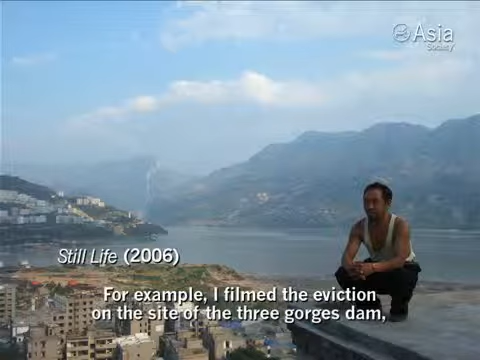 Asia
Society
Still Life (2006)
For example, I filmed the eviction
on the site of the three gorges dam,